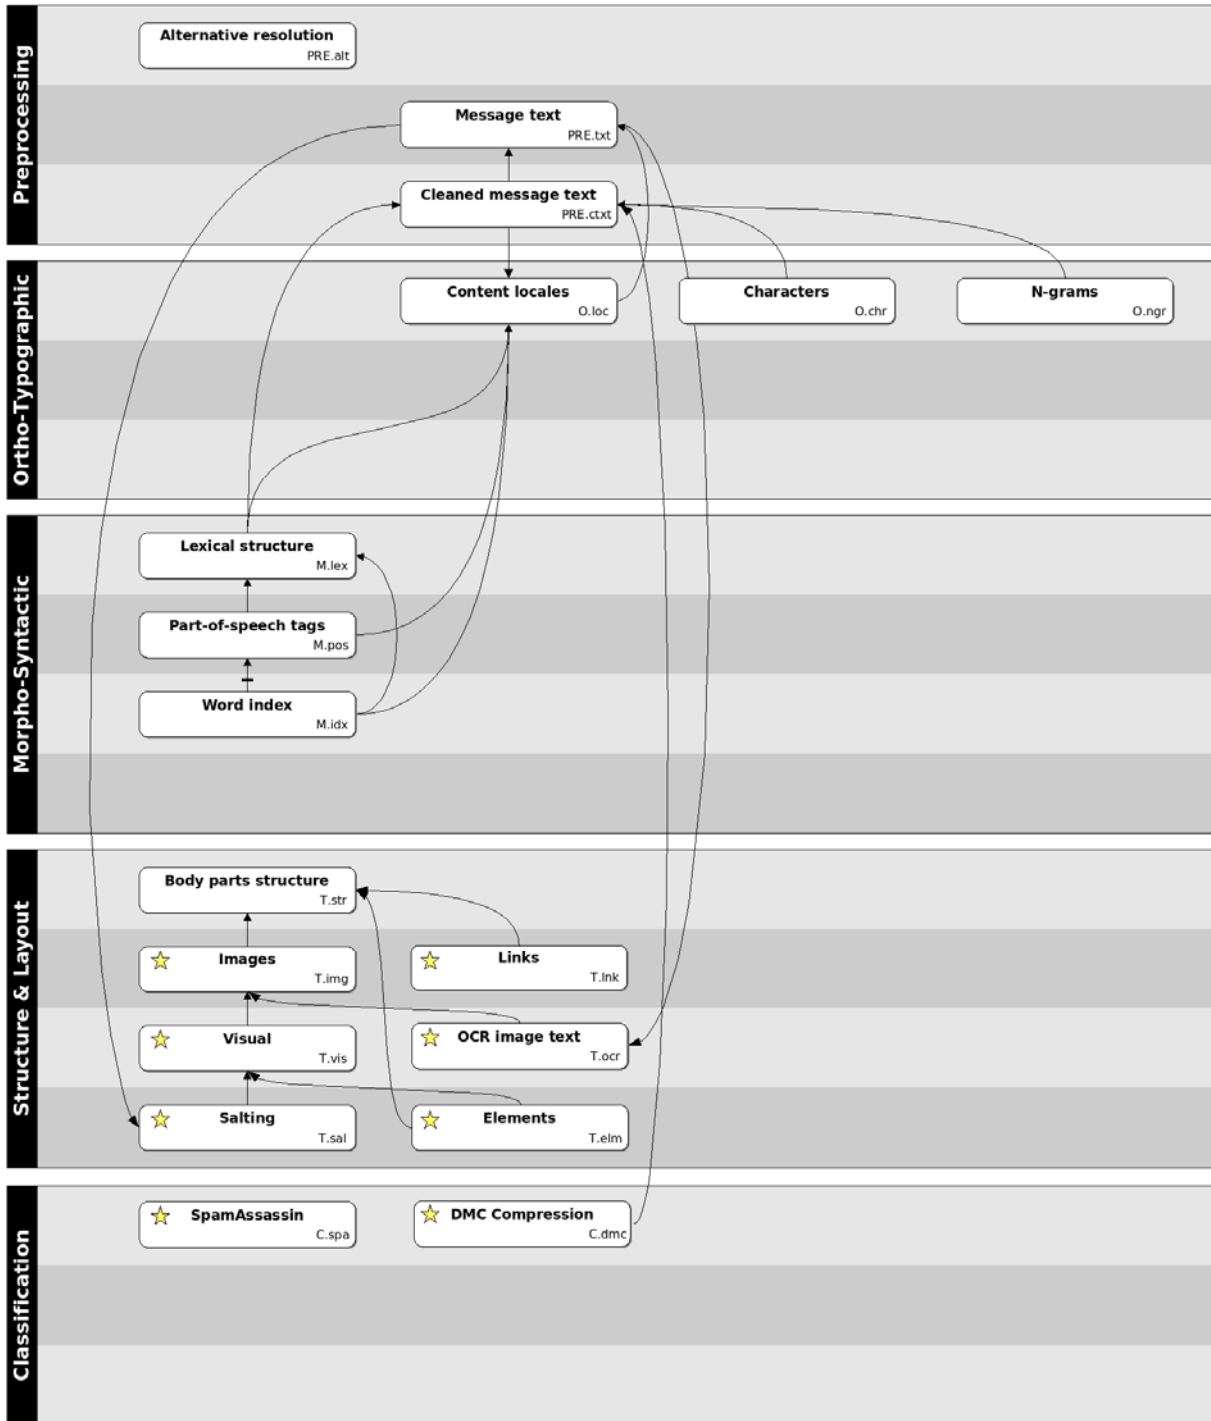 Preprocessing
Alternative resolution
PRE.alt
Message text
PRE.txt
Cleaned message text
PRE.ctxt
Ortho-Typographic
Content locales
O.loc
Characters
O.chr
N-grams
O.ngr
Morpho-Syntactic
Lexical structure
M.lex
Part-of-speech tags
M.pos
Word index
M.idx
Structure & Layout
Body parts structure
T.str
Images
T.img
Links
T.lnk
Visual
T.vis
OCR image text
T.ocr
Salting
T.sal
Elements
T.elm
Classification
SpamAssassin
C.spa
DMC Compression
C.dmc